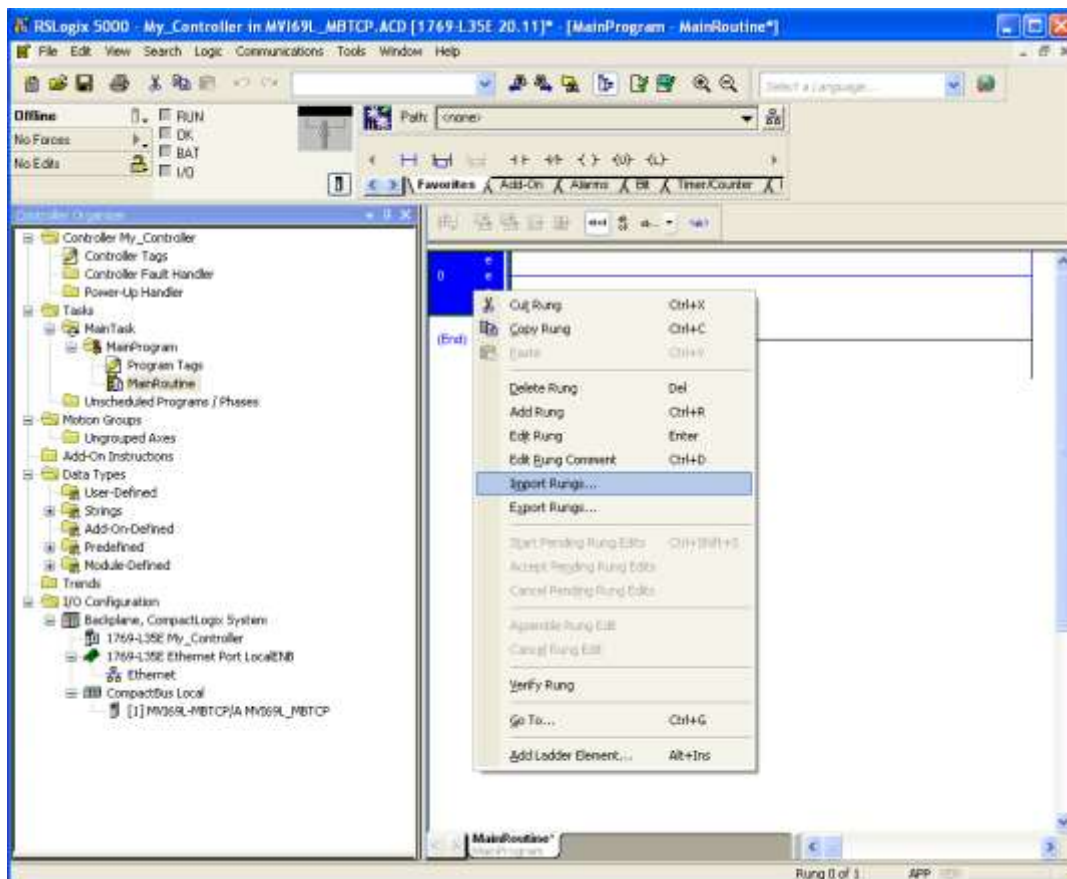 RSLogix 5000 - My_Controller in MVI69L_MBTCP.ACD [1769-L35E 20.11]* - [MainProgram - MainRoutine*]
File Edit View Search Logic Communications Tools Window Help
Select a Language...
Offline
RUN
No Forces
OK
No Edits
BAT
I/O
Path: <none>
Favorites Add-On Alarms Bit Timer/Counter
Controller Organizer
Controller My_Controller
Controller Tags
Controller Fault Handler
Power-Up Handler
Tasks
MainTask
MainProgram
Program Tags
MainRoutine
Unscheduled Programs / Phases
Motion Groups
Ungrouped Axes
Add-On Instructions
Data Types
User-Defined
Strings
Add-On-Defined
Predefined
Module-Defined
Trends
I/O Configuration
Backplane, CompactLogix System
1769-L35E My_Controller
1769-L35E Ethernet Port LocalENB
Ethernet
CompactBus Local
[1] MVI69L-MBTCP/A MVI69L_MBTCP
0
e
e
(End)
Cut Rung Ctrl+X
Copy Rung Ctrl+C
Paste Ctrl+V
Delete Rung Del
Add Rung Ctrl+R
Edit Rung Enter
Edit Rung Comment Ctrl+D
Import Rungs...
Export Rungs...
Start Pending Rung Edits Ctrl+Shift+S
Accept Pending Rung Edits
Cancel Pending Rung Edits
Assemble Rung Edit
Cancel Rung Edit
Verify Rung
Go To... Ctrl+G
Add Ladder Element... Alt+Ins
MainRoutine*
MainProgram
Rung 0 of 1 APP